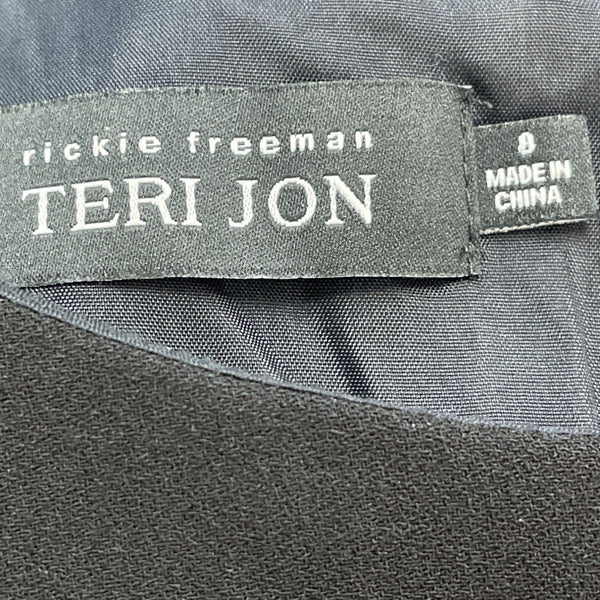 rickie freeman
TERI JON
8
MADE IN
CHINA